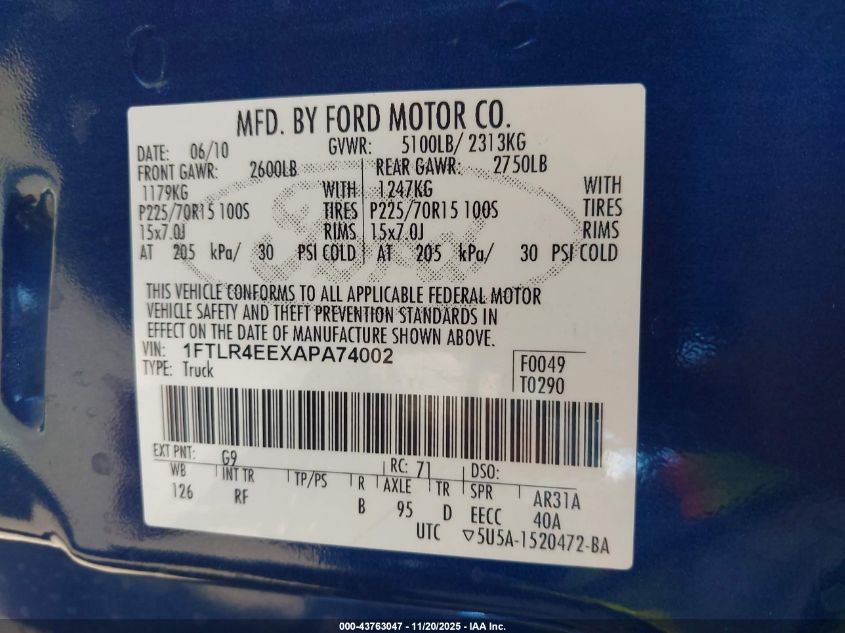 MFD. BY FORD MOTOR CO.
DATE: 06/10 GVWR: 5100LB/ 2313KG
FRONT GAWR: 2600LB REAR GAWR: 2750LB
1179KG WITH 1247KG WITH
P225/70R15 100S TIRES P225/70R15 100S TIRES
15x7.0J RIMS 15x7.0J RIMS
AT 205 kPa/ 30 PSI COLD AT 205 kPa/ 30 PSI COLD
THIS VEHICLE CONFORMS TO ALL APPLICABLE FEDERAL MOTOR
VEHICLE SAFETY AND THEFT PREVENTION STANDARDS IN
EFFECT ON THE DATE OF MANUFACTURE SHOWN ABOVE.
VIN: 1FTLR4EEXAPA74002 F0049
TYPE: Truck T0290
EXT PNT: G9 RC: 71 DSO:
WB INT TR TP/PS R AXLE TR SPR AR31A
126 RF B 95 D EECC 40A
UTC ▽5U5A-1520472-BA
000-43763047 - 11/20/2025 - IAA Inc.